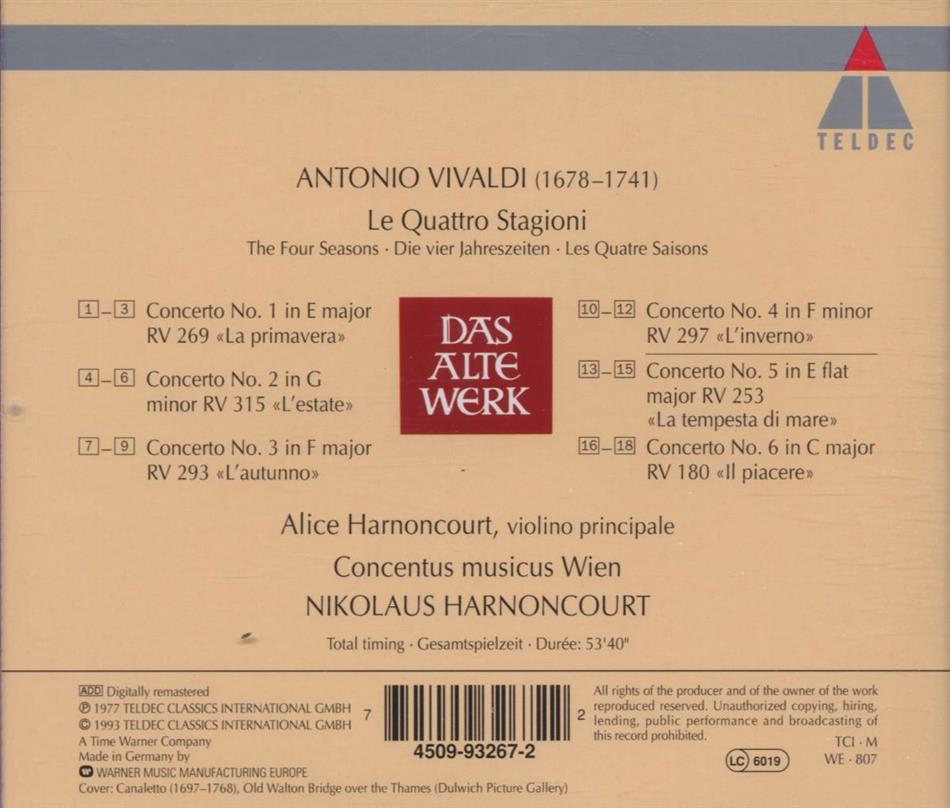 TELDEC
ANTONIO VIVALDI (1678–1741)
Le Quattro Stagioni
The Four Seasons · Die vier Jahreszeiten · Les Quatre Saisons
1 – 3 Concerto No. 1 in E major
RV 269 «La primavera»
4 – 6 Concerto No. 2 in G
minor RV 315 «L'estate»
7 – 9 Concerto No. 3 in F major
RV 293 «L'autunno»
DAS
ALTE
WERK
10 – 12 Concerto No. 4 in F minor
RV 297 «L'inverno»
13 – 15 Concerto No. 5 in E flat
major RV 253
«La tempesta di mare»
16 – 18 Concerto No. 6 in C major
RV 180 «Il piacere»
Alice Harnoncourt, violino principale
Concentus musicus Wien
NIKOLAUS HARNONCOURT
Total timing · Gesamtspielzeit · Durée: 53'40"
ADD Digitally remastered
℗ 1977 TELDEC CLASSICS INTERNATIONAL GMBH
© 1993 TELDEC CLASSICS INTERNATIONAL GMBH
A Time Warner Company
Made in Germany by
WARNER MUSIC MANUFACTURING EUROPE
Cover: Canaletto (1697–1768), Old Walton Bridge over the Thames (Dulwich Picture Gallery)
7 2
4509-93267-2
All rights of the producer and of the owner of the work
reproduced reserved. Unauthorized copying, hiring,
lending, public performance and broadcasting of
this record prohibited.
TCI · M
LC 6019
WE · 807